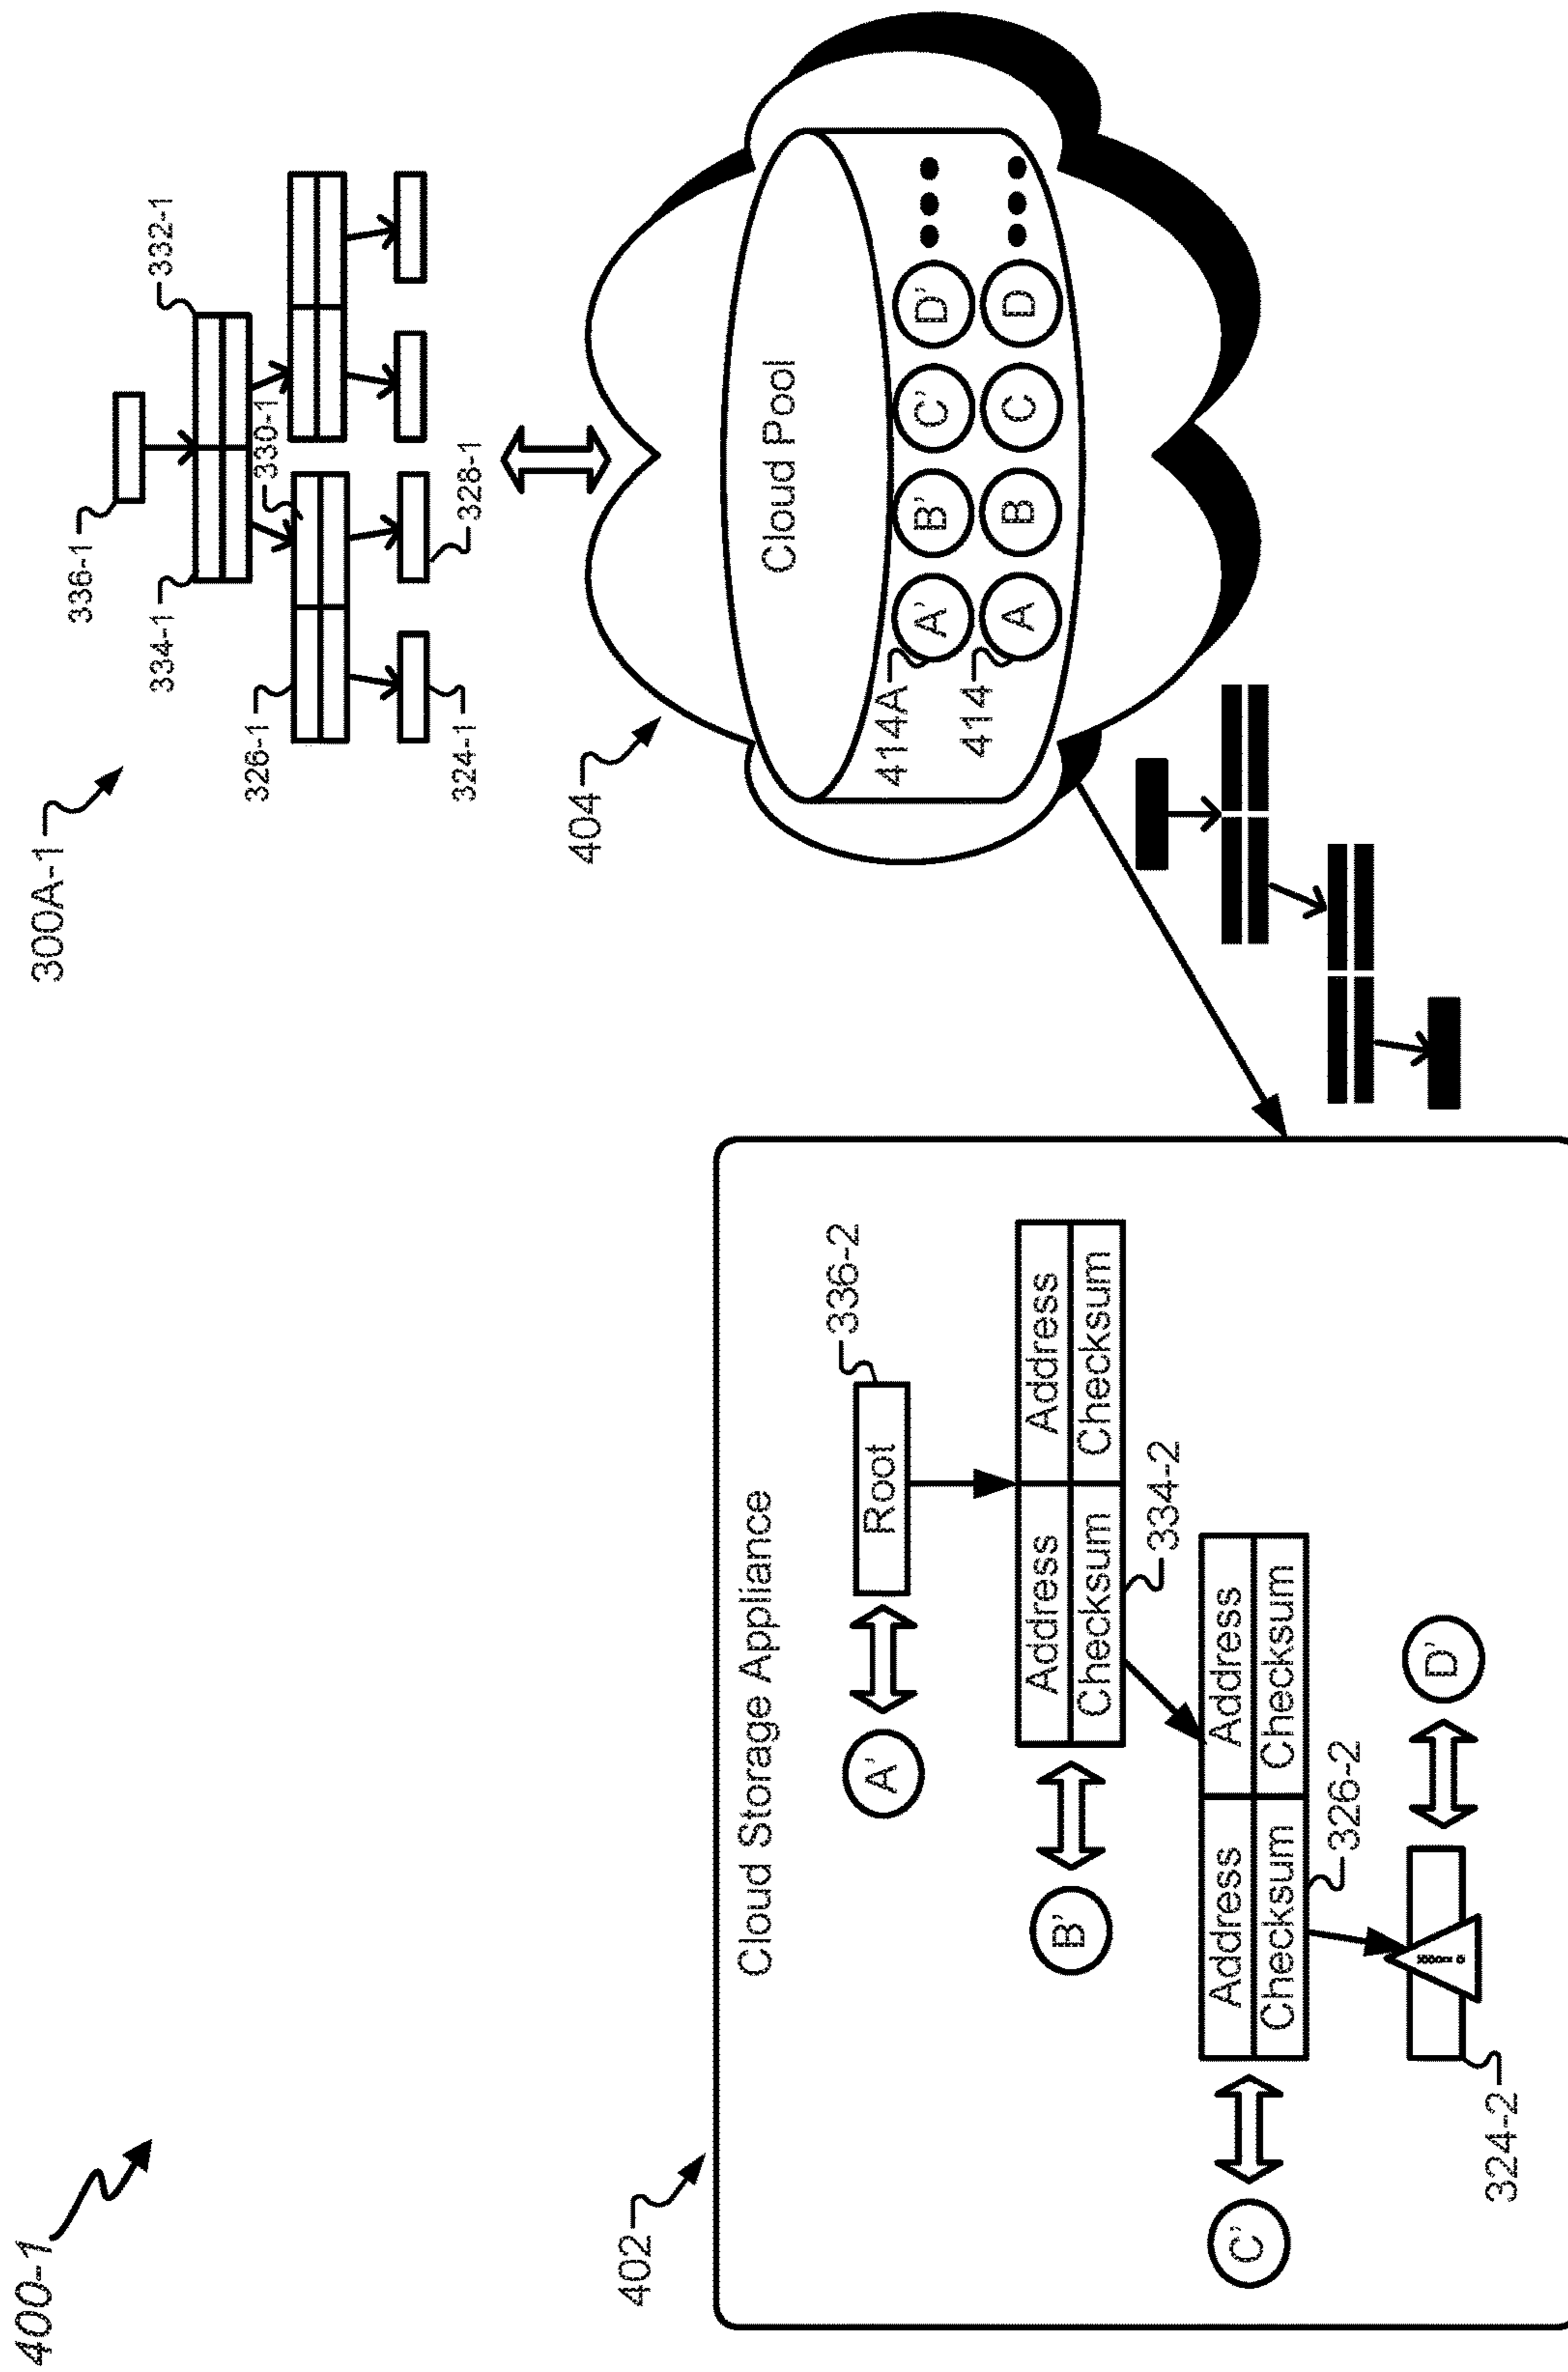 400-1
300A-1
336-1
334-1
332-1
330-1
326-1
324-1
328-1
404
Cloud Pool
414A
A'
B'
C'
D'
414
A
B
C
D
402
Cloud Storage Appliance
336-2
A'
Root
B'
Address
Address
Checksum
Checksum
334-2
C'
Address
Address
Checksum
Checksum
326-2
D'
324-2